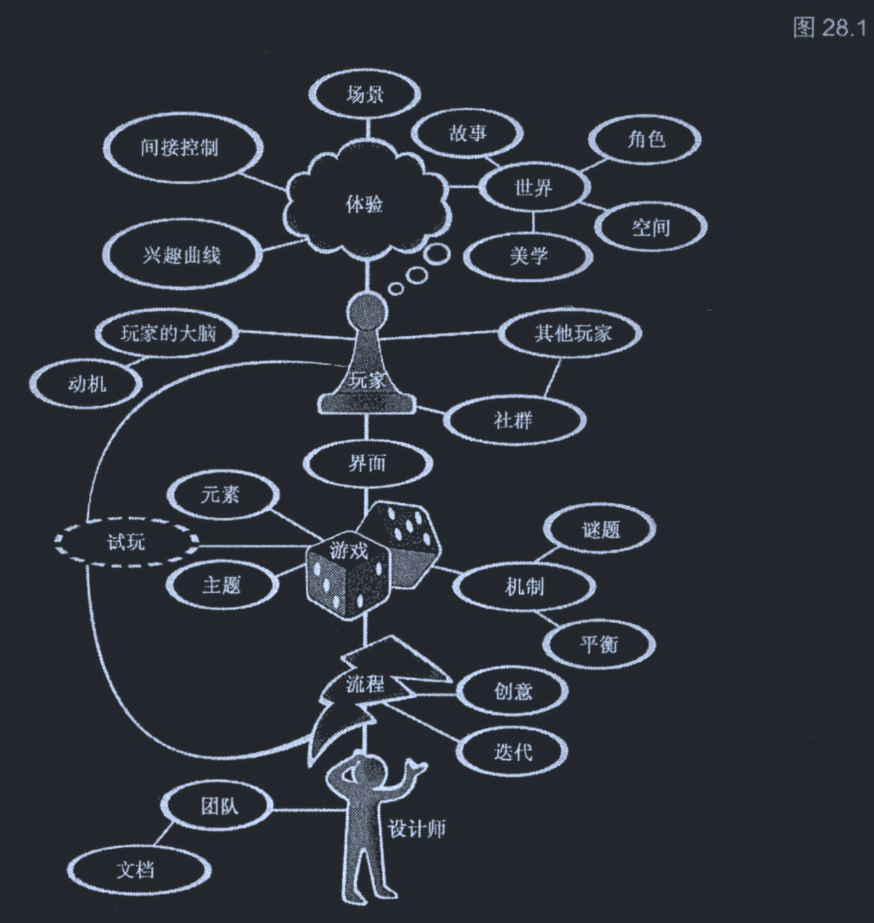 图 28.1
场景
故事
角色
间接控制
世界
体验
空间
兴趣曲线
美学
玩家的大脑
其他玩家
动机
玩家
社群
界面
元素
谜题
试玩
游戏
主题
机制
平衡
流程
创意
迭代
团队
设计师
文档